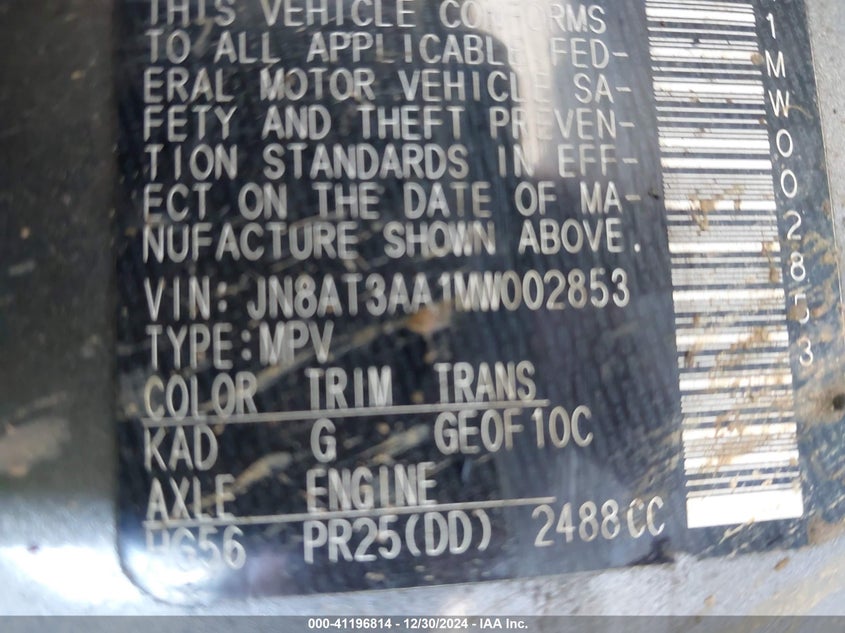 THIS VEHICLE CONFORMS
TO ALL APPLICABLE FED-
ERAL MOTOR VEHICLE SA-
FETY AND THEFT PREVEN-
TION STANDARDS IN EFF-
ECT ON THE DATE OF MA-
NUFACTURE SHOWN ABOVE.
VIN: JN8AT3AA1MW002853
TYPE:MPV
COLOR TRIM TRANS
KAD G GE0F10C
AXLE ENGINE
HG56 PR25(DD) 2488CC
1MW002853
000-41196814 - 12/30/2024 - IAA Inc.